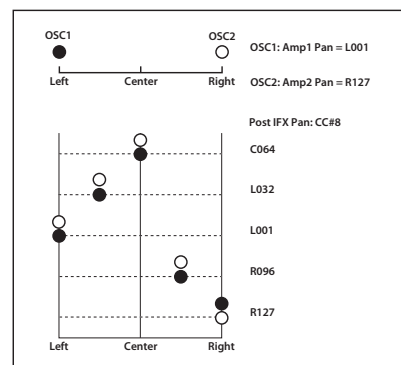 OSC1 OSC2
OSC1: Amp1 Pan = L001
Left Center Right
OSC2: Amp2 Pan = R127
Post IFX Pan: CC#8
C064
L032
L001
R096
R127
Left Center Right